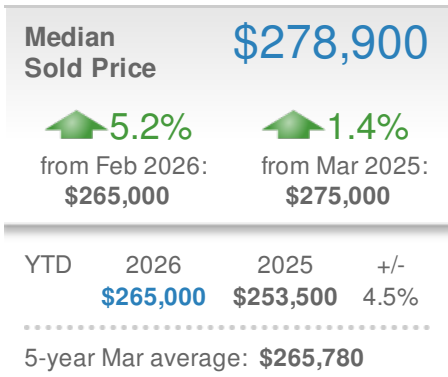 Median
Sold Price
$278,900
5.2%
from Feb 2026:
$265,000
1.4%
from Mar 2025:
$275,000
YTD 2026 2025 +/-
$265,000 $253,500 4.5%
5-year Mar average: $265,780